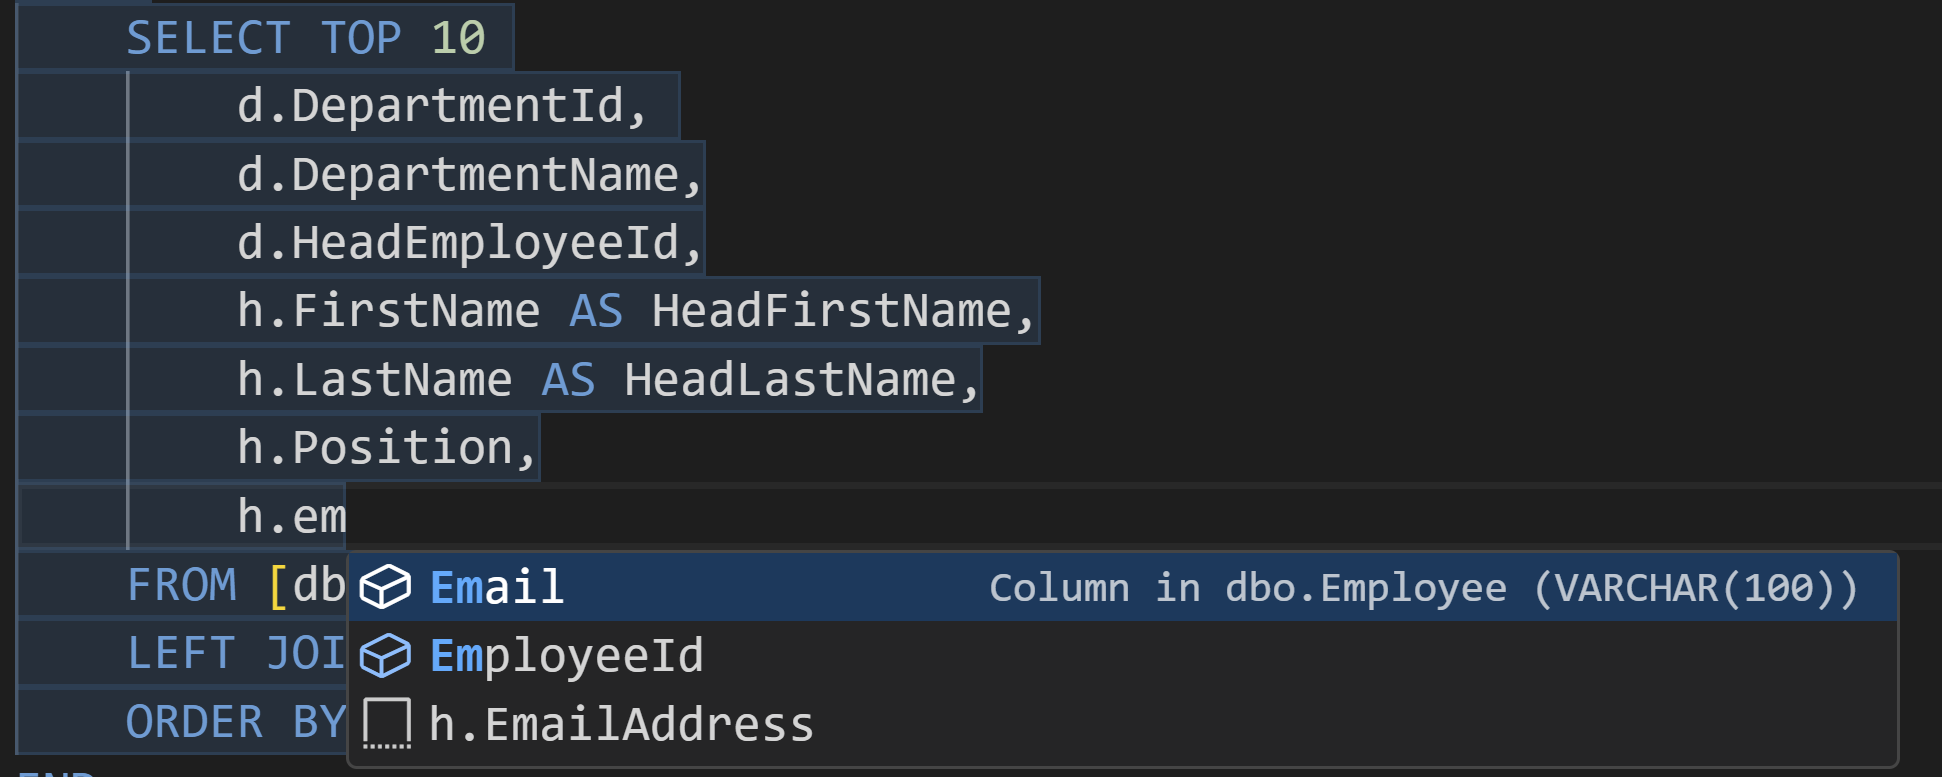 SELECT TOP 10
d.DepartmentId,
d.DepartmentName,
d.HeadEmployeeId,
h.FirstName AS HeadFirstName,
h.LastName AS HeadLastName,
h.Position,
h.em
FROM [db
Email Column in dbo.Employee (VARCHAR(100))
LEFT JOI
EmployeeId
ORDER BY
h.EmailAddress
END